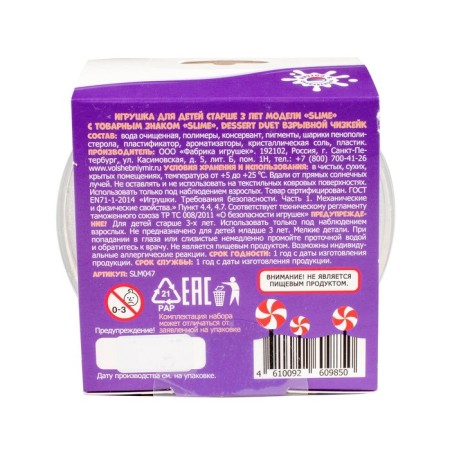 ИГРУШКА ДЛЯ ДЕТЕЙ СТАРШЕ 3 ЛЕТ МОДЕЛИ «SLIME»
С ТОВАРНЫМ ЗНАКОМ «SLIME», DESSERT DUET ВЗРЫВНОЙ ЧИЗКЕЙК
СОСТАВ: вода очищенная, полимеры, консервант, пигменты, шарики пенополи-
стирола, пластификатор, ароматизаторы, кристаллическая соль, пластик.
ПРОИЗВОДИТЕЛЬ: ООО «Фабрика игрушек», 192102, Россия, г. Санкт-Пе-
тербург, ул. Касимовская, д. 5, лит. Б, пом. 1Н, тел.: +7 (800) 700-41-26
www.volshebniymir.ru УСЛОВИЯ ХРАНЕНИЯ И ИСПОЛЬЗОВАНИЯ: в чистых, сухих,
крытых помещениях, температура от +5 до +25 °С. Вдали от прямых солнечных
лучей. Не оставлять и не использовать на текстильных ковровых поверхностях.
Использовать только под наблюдением взрослых. Соответствует ГОСТ
EN71-1-2014 «Игрушки. Требования безопасности. Часть 1. Механические
и физические свойства.» Пункт 4.4, 4.7. Соответствует техническому регламенту
таможенного союза ТР ТС 008/2011 «О безопасности игрушек» ПРЕДУПРЕЖДЕ-
НИЕ! Для детей старше 3-х лет. Использовать только под наблюдением
взрослых. Не предназначено для детей младше 3 лет. Мелкие детали. При
попадании в глаза или слизистые немедленно промойте проточной водой
и обратитесь к врачу. Не является пищевым продуктом. Возможны индивиду-
альные аллергические реакции. СРОК ГОДНОСТИ: 1 год с даты изготовления
продукции. СРОК СЛУЖБЫ: 1 год с даты изготовления продукции.
АРТИКУЛ: SLM047
ВНИМАНИЕ! НЕ ЯВЛЯЕТСЯ
ПИЩЕВЫМ ПРОДУКТОМ.
0-3
21
PAP
EAC
Предупреждение!
Комплектация набора
может отличаться от
заявленной на упаковке.
Дату производства см. на упаковке.
4 610092 609850